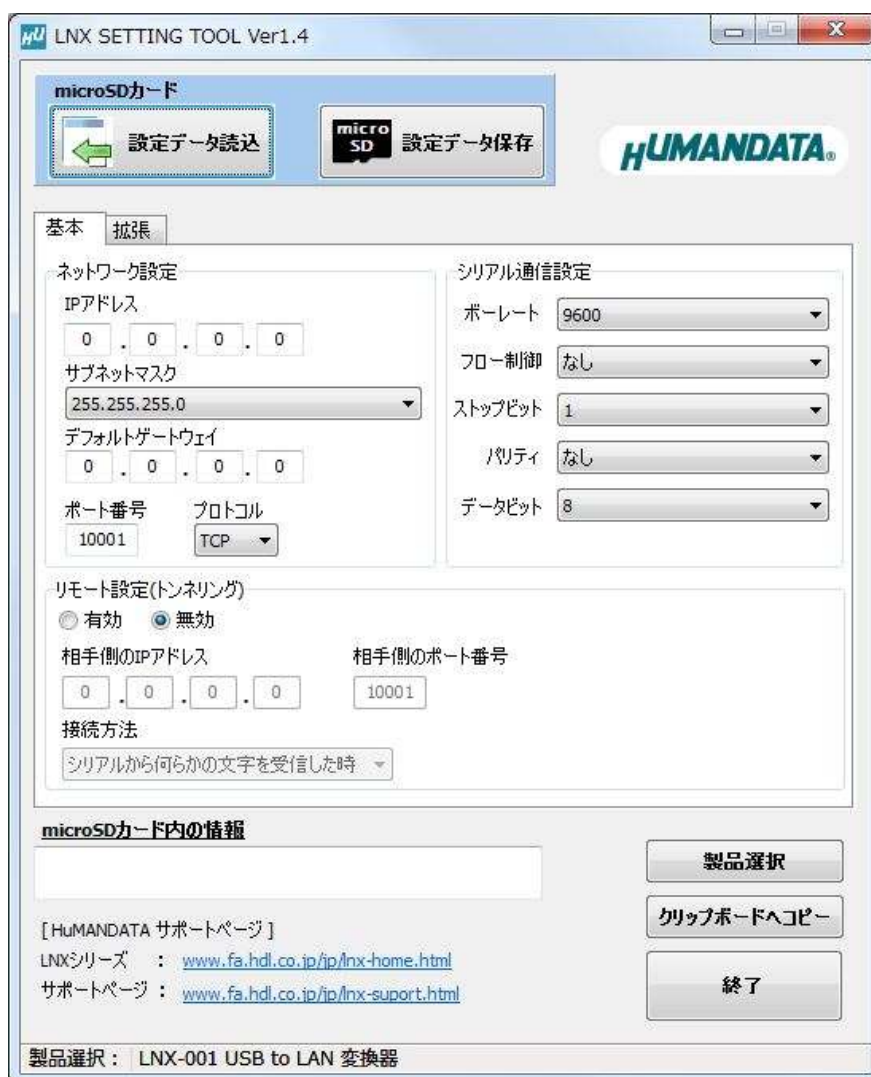 LNX SETTING TOOL Ver1.4
microSDカード
設定データ読込
micro SD 設定データ保存
HUMANDATA®
基本 拡張
ネットワーク設定
IPアドレス
0 . 0 . 0 . 0
サブネットマスク
255.255.255.0
デフォルトゲートウェイ
0 . 0 . 0 . 0
ポート番号 プロトコル
10001 TCP
シリアル通信設定
ボーレート 9600
フロー制御 なし
ストップビット 1
パリティ なし
データビット 8
リモート設定(トンネリング)
有効 無効
相手側のIPアドレス 相手側のポート番号
0 . 0 . 0 . 0 10001
接続方法
シリアルから何らかの文字を受信した時
microSDカード内の情報
製品選択
クリップボードへコピー
終了
[HuMANDATA サポートページ]
LNXシリーズ : www.fa.hdl.co.jp/jp/lnx-home.html
サポートページ : www.fa.hdl.co.jp/jp/lnx-suport.html
製品選択： LNX-001 USB to LAN 変換器